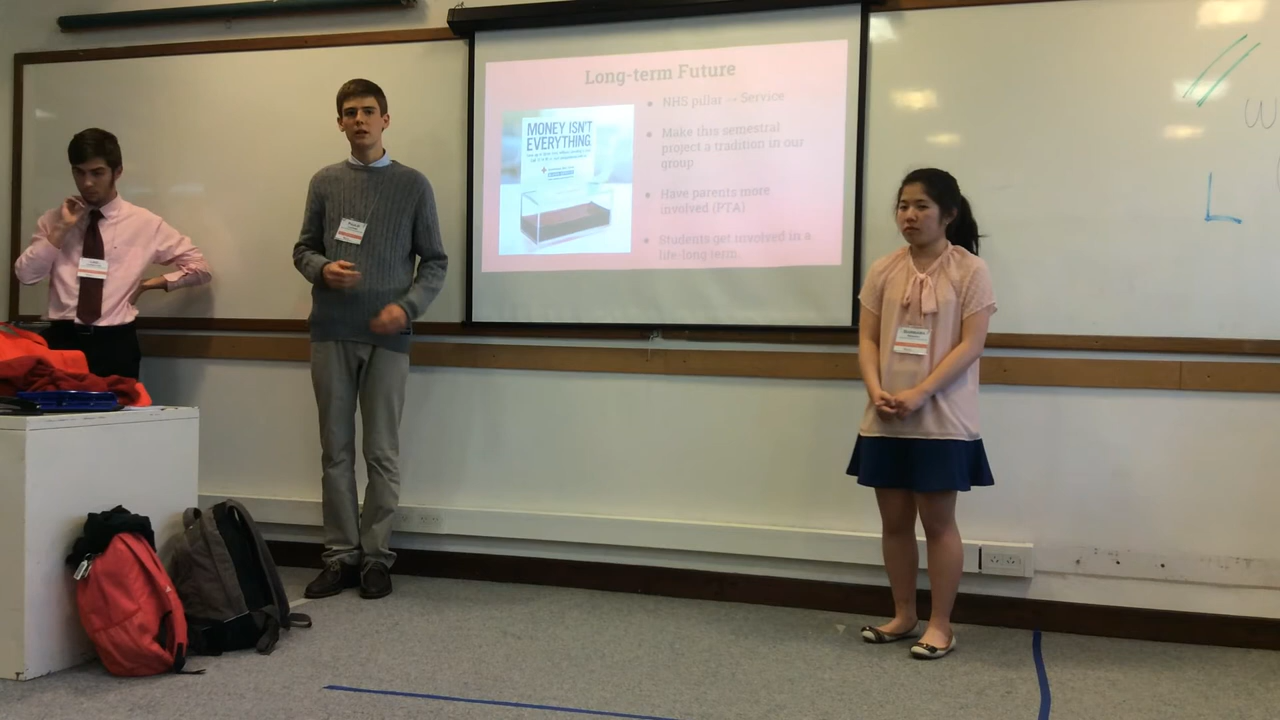 Long-term Future
MONEY ISN'T
EVERYTHING
● NHS pillar -- Service
● Make this semestral
project a tradition in our
group
● Have parents more
involved (PTA)
● Students get involved in a
life-long term.
W
L